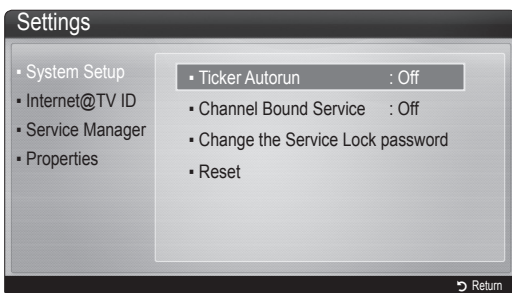 Settings
▪ System Setup
▪ Internet@TV ID
▪ Service Manager
▪ Properties
▪ Ticker Autorun : Off
▪ Channel Bound Service : Off
▪ Change the Service Lock password
▪ Reset
Return